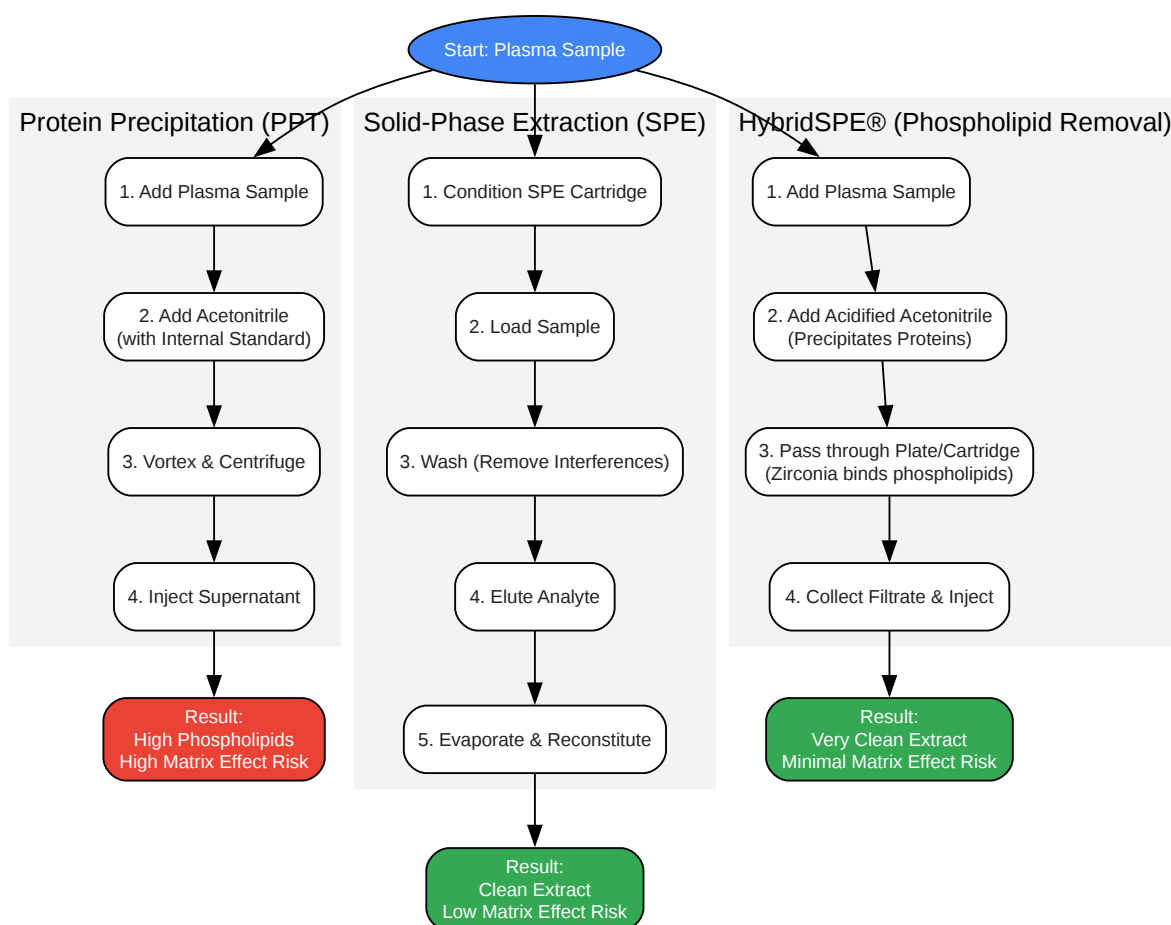 Start: Plasma Sample
Protein Precipitation (PPT)
1. Add Plasma Sample
2. Add Acetonitrile
(with Internal Standard)
3. Vortex & Centrifuge
4. Inject Supernatant
Result:
High Phospholipids
High Matrix Effect Risk
Solid-Phase Extraction (SPE)
1. Condition SPE Cartridge
2. Load Sample
3. Wash (Remove Interferences)
4. Elute Analyte
5. Evaporate & Reconstitute
Result:
Clean Extract
Low Matrix Effect Risk
HybridSPE® (Phospholipid Removal)
1. Add Plasma Sample
2. Add Acidified Acetonitrile
(Precipitates Proteins)
3. Pass through Plate/Cartridge
(Zirconia binds phospholipids)
4. Collect Filtrate & Inject
Result:
Very Clean Extract
Minimal Matrix Effect Risk